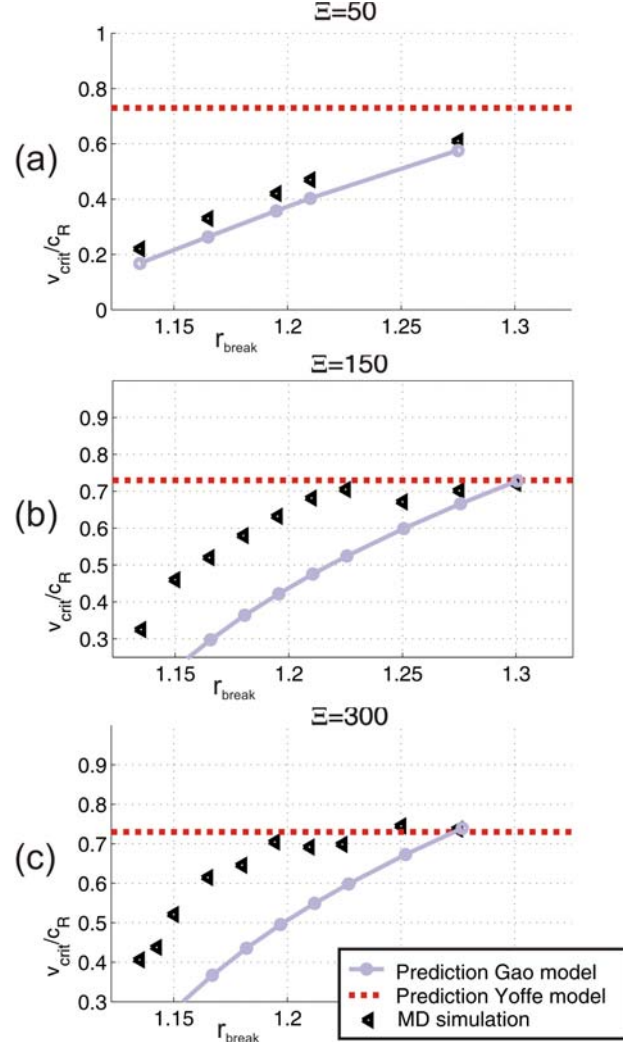 Ξ=50
1
0.8
0.6
0.4
0.2
0
(a)
v_crit/c_R
1.15 1.2 1.25 1.3
r_break
Ξ=150
0.9
0.8
0.7
0.6
0.5
0.4
0.3
(b)
v_crit/c_R
1.15 1.2 1.25 1.3
r_break
Ξ=300
0.9
0.8
0.7
0.6
0.5
0.4
0.3
(c)
v_crit/c_R
1.15 1.2
r_break
Prediction Gao model
Prediction Yoffe model
MD simulation